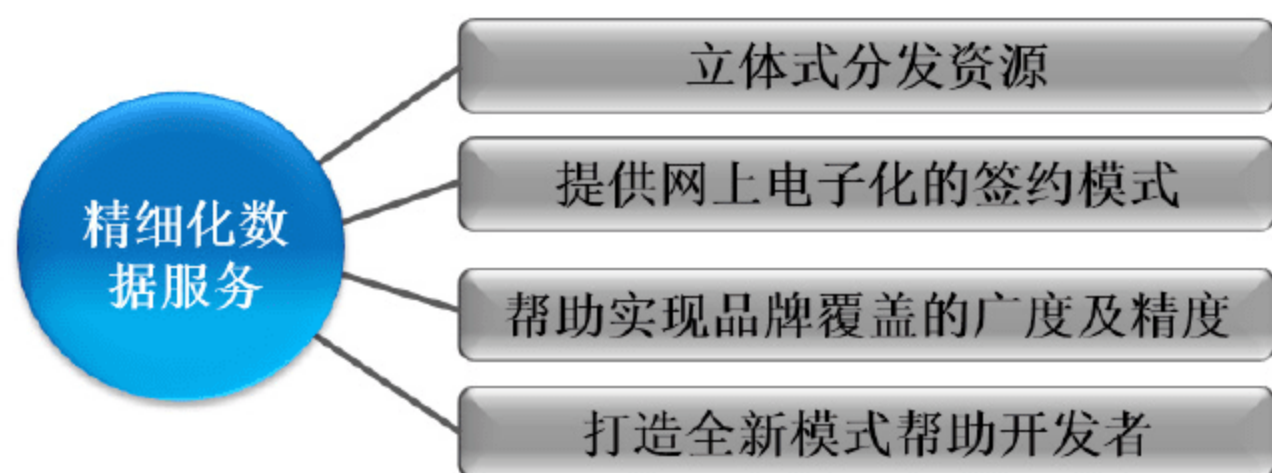 精细化数
据服务
立体式分发资源
提供网上电子化的签约模式
帮助实现品牌覆盖的广度及精度
打造全新模式帮助开发者